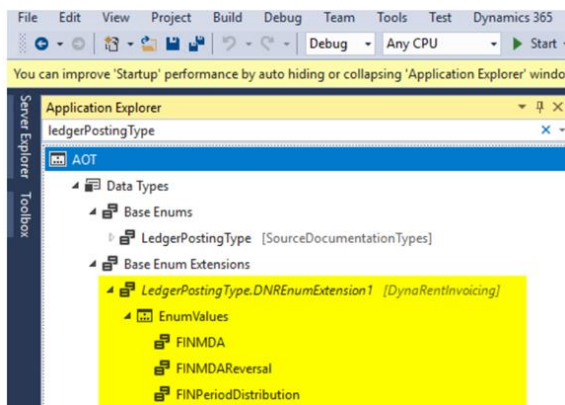 File Edit View Project Build Debug Team Tools Test Dynamics 365
Debug Any CPU Start
You can improve 'Startup' performance by auto hiding or collapsing 'Application Explorer' windo
Server Explorer
Toolbox
Application Explorer
ledgerPostingType
AOT
Data Types
Base Enums
LedgerPostingType [SourceDocumentationTypes]
Base Enum Extensions
LedgerPostingType.DNREnumExtension1 [DynaRentInvoicing]
EnumValues
FINMDA
FINMDAReversal
FINPeriodDistribution